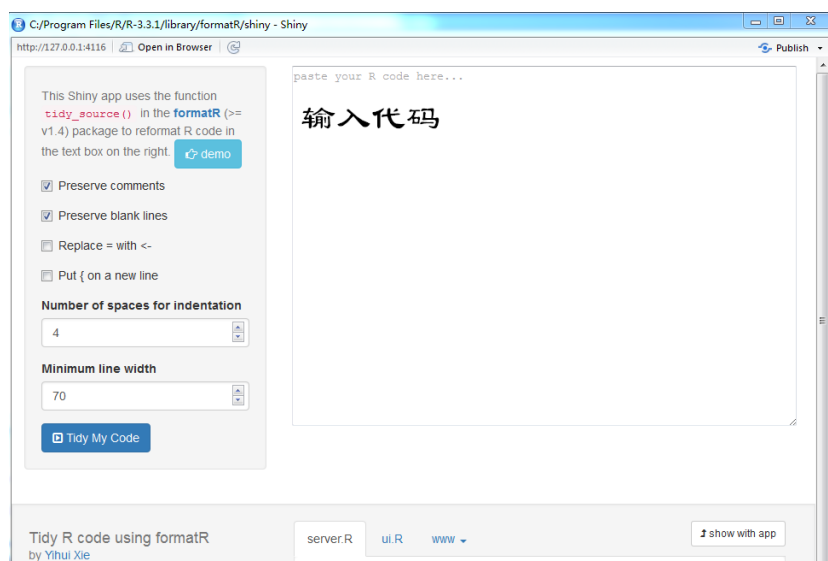 C:/Program Files/R/R-3.3.1/library/formatR/shiny - Shiny
http://127.0.0.1:4116 Open in Browser Publish
This Shiny app uses the function
tidy_source() in the formatR (>=
v1.4) package to reformat R code in
the text box on the right. demo
Preserve comments
Preserve blank lines
Replace = with <-
Put { on a new line
Number of spaces for indentation
4
Minimum line width
70
Tidy My Code
paste your R code here...
输入代码
Tidy R code using formatR
by Yihui Xie
server.R ui.R www
show with app